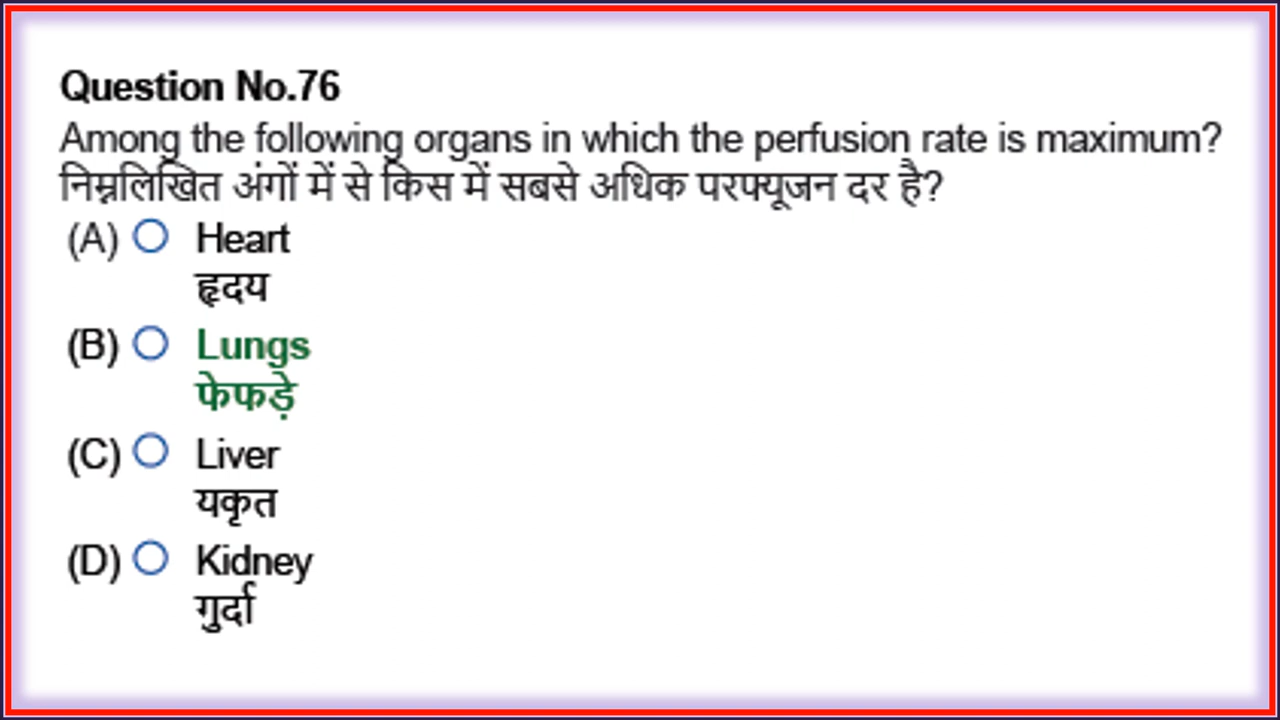 Question No.76
Among the following organs in which the perfusion rate is maximum?
निम्नलिखित अंगों में से किस में सबसे अधिक परफ्यूजन दर है?
(A) Heart
हृदय
(B) Lungs
फेफड़े
(C) Liver
यकृत
(D) Kidney
गुर्दा